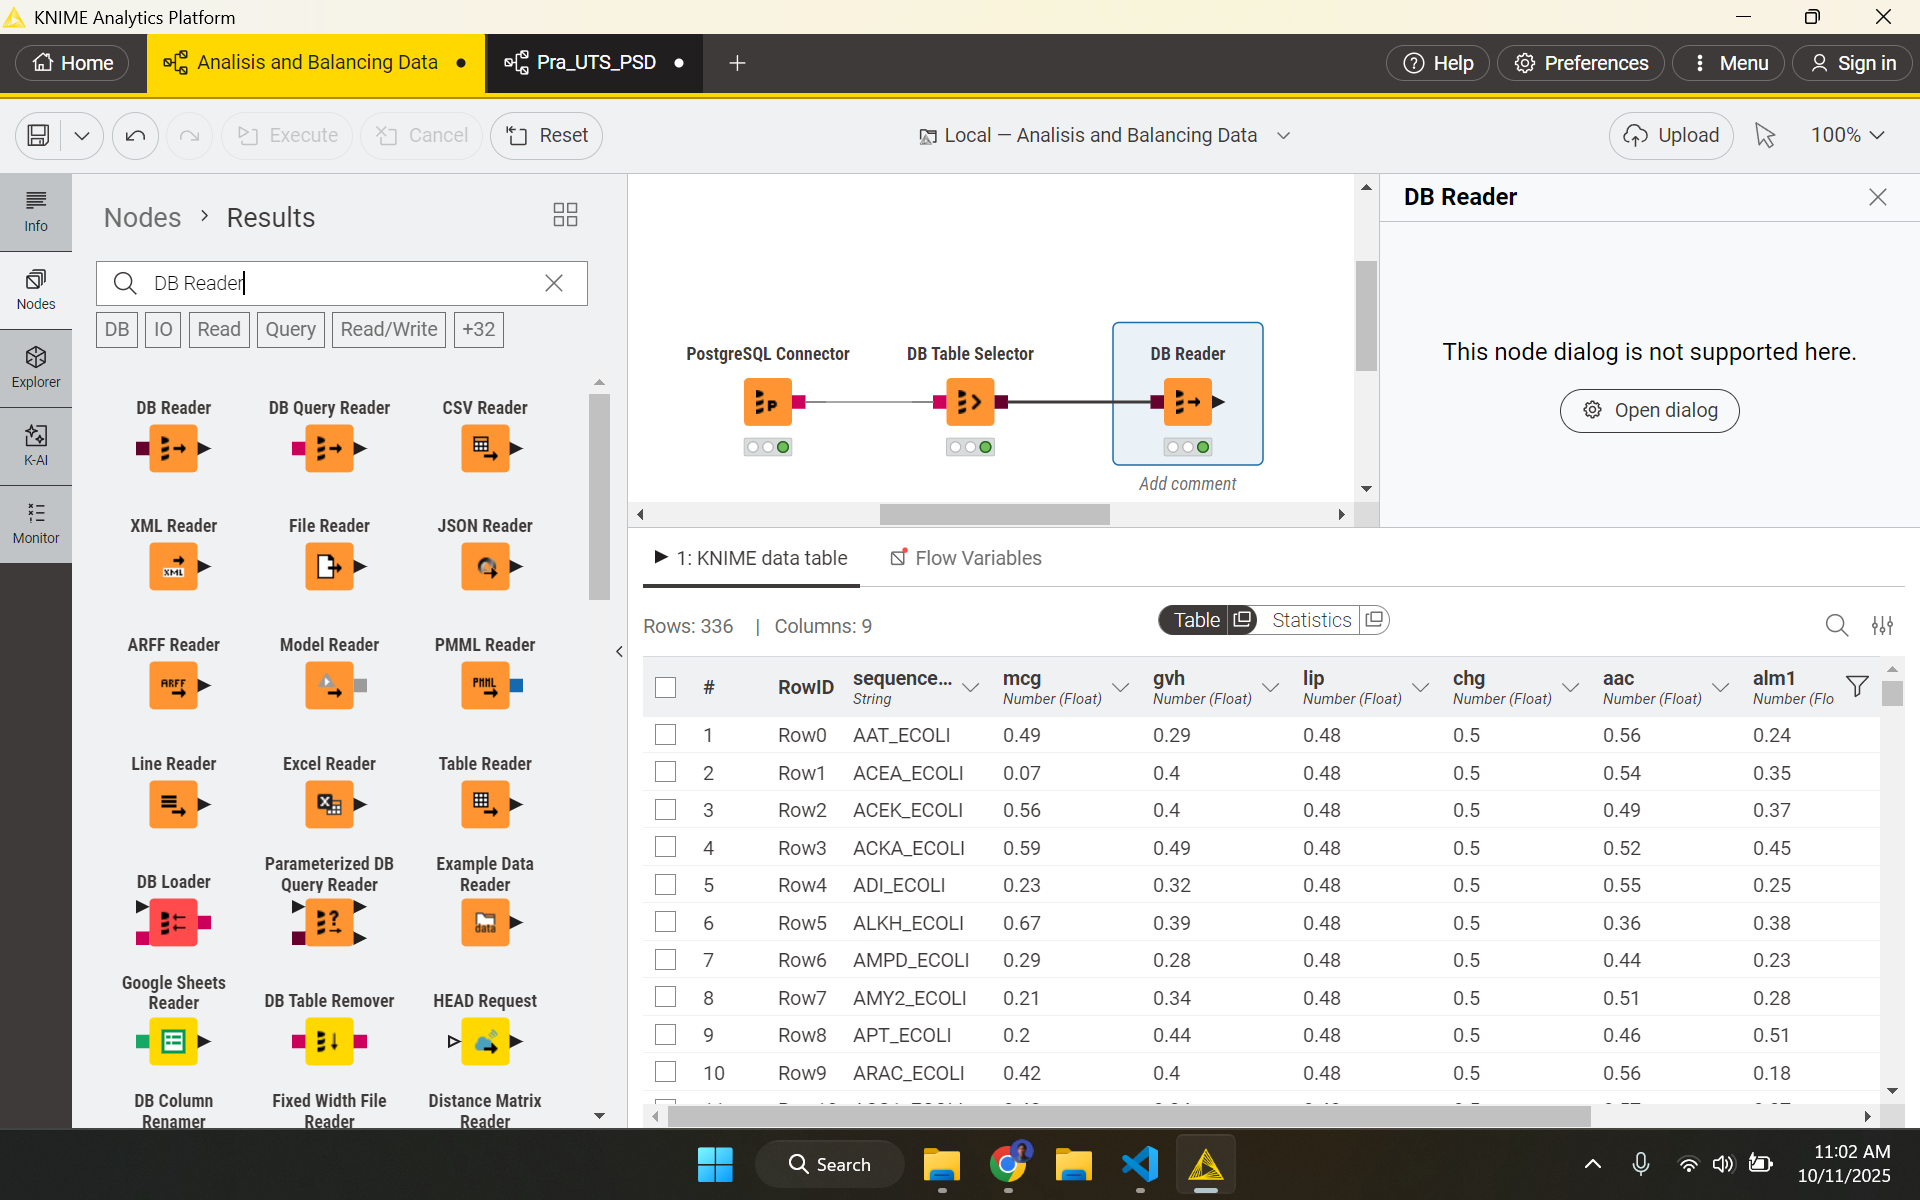 KNIME Analytics Platform
Home
Analisis and Balancing Data
Pra_UTS_PSD
Help
Preferences
Menu
Sign in
Execute
Cancel
Reset
Local — Analisis and Balancing Data
Upload
100%
Info
Nodes
Explorer
K-AI
Monitor
Nodes > Results
DB Reader
DB IO Read Query Read/Write +32
DB Reader DB Query Reader CSV Reader
XML Reader File Reader JSON Reader
XML
ARFF Reader Model Reader PMML Reader
ARFF PMML
Line Reader Excel Reader Table Reader
X
DB Loader Parameterized DB Query Reader Example Data Reader
? data
Google Sheets Reader DB Table Remover HEAD Request
DB Column Renamer Fixed Width File Reader Distance Matrix Reader
PostgreSQL Connector DB Table Selector DB Reader
P
Add comment
DB Reader
This node dialog is not supported here.
Open dialog
1: KNIME data table Flow Variables
Rows: 336 | Columns: 9
Table Statistics
# RowID sequence... mcg gvh lip chg aac alm1
String Number (Float) Number (Float) Number (Float) Number (Float) Number (Float) Number (Flo
1 Row0 AAT_ECOLI 0.49 0.29 0.48 0.5 0.56 0.24
2 Row1 ACEA_ECOLI 0.07 0.4 0.48 0.5 0.54 0.35
3 Row2 ACEK_ECOLI 0.56 0.4 0.48 0.5 0.49 0.37
4 Row3 ACKA_ECOLI 0.59 0.49 0.48 0.5 0.52 0.45
5 Row4 ADI_ECOLI 0.23 0.32 0.48 0.5 0.55 0.25
6 Row5 ALKH_ECOLI 0.67 0.39 0.48 0.5 0.36 0.38
7 Row6 AMPD_ECOLI 0.29 0.28 0.48 0.5 0.44 0.23
8 Row7 AMY2_ECOLI 0.21 0.34 0.48 0.5 0.51 0.28
9 Row8 APT_ECOLI 0.2 0.44 0.48 0.5 0.46 0.51
10 Row9 ARAC_ECOLI 0.42 0.4 0.48 0.5 0.56 0.18
Search
11:02 AM
10/11/2025